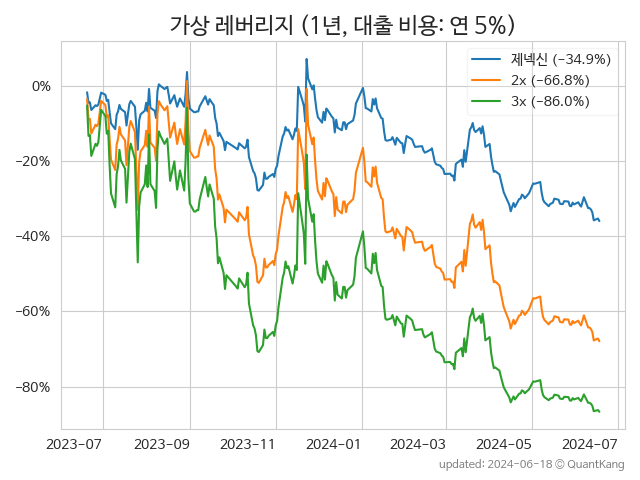 가상 레버리지 (1년, 대출 비용: 연 5%)
제넥신 (−34.9%)
2x (−66.8%)
3x (−86.0%)
0%
−20%
−40%
−60%
−80%
2023−07 2023−09 2023−11 2024−01 2024−03 2024−05 2024−07
updated: 2024-06-18 © QuantKang